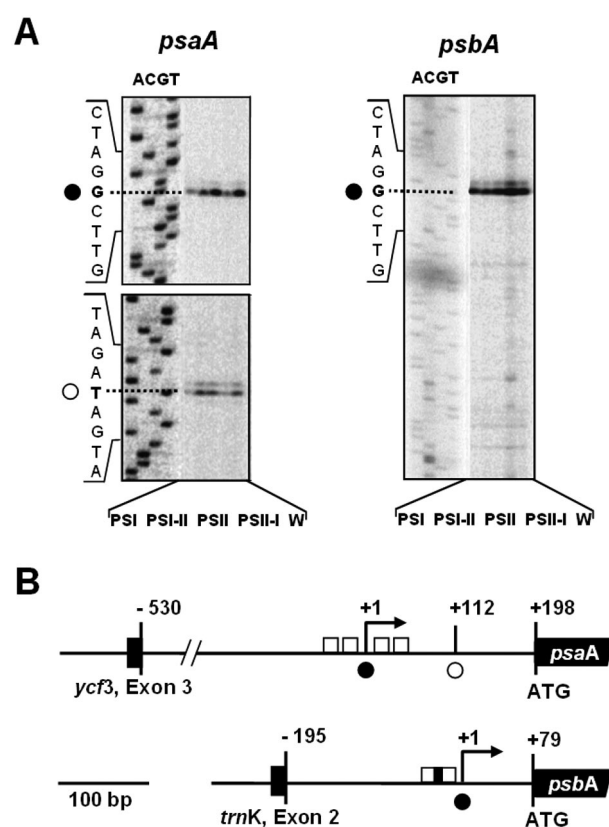 A
psaA
psbA
ACGT
ACGT
C
T
A
G
G
C
T
T
G
C
T
A
G
G
C
T
T
G
T
A
G
A
T
A
G
T
A
PSI PSI-II PSII PSII-I W
PSI PSI-II PSII PSII-I W
B
- 530
+1
+112
+198
psaA
ycf3, Exon 3
ATG
- 195
+1
+79
psbA
100 bp
trnK, Exon 2
ATG